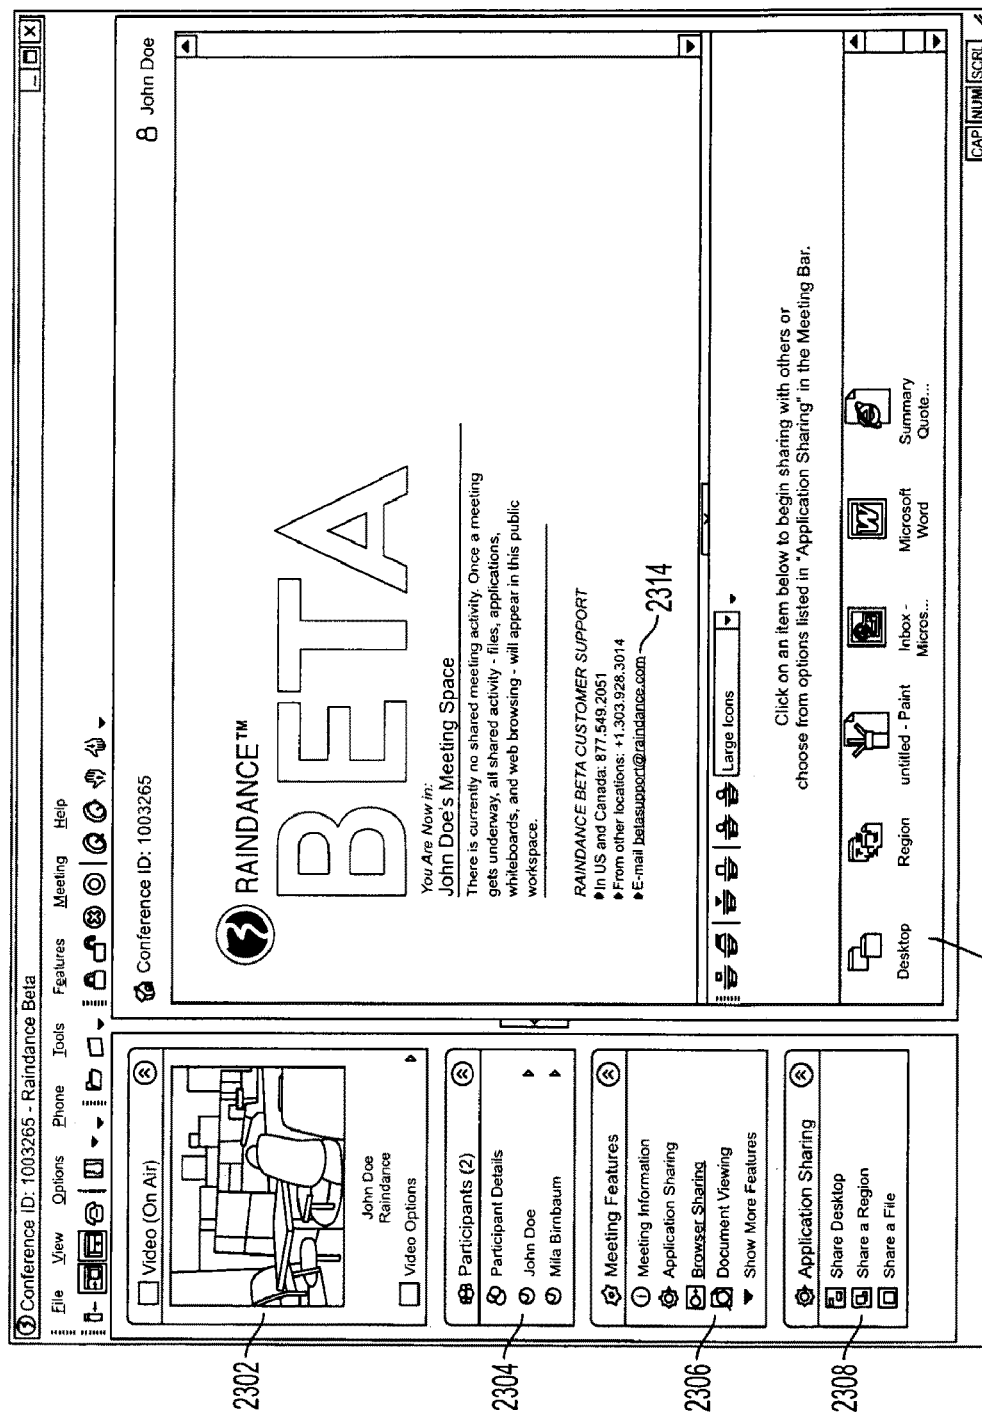 Conference ID: 1003265 - Raindance Beta
File View Options Phone Tools Features Meeting Help
Video (On Air)
John Doe
Raindance
Video Options
Participants (2)
Participant Details
John Doe
Mila Birnbaum
Meeting Features
Meeting Information
Application Sharing
Browser Sharing
Document Viewing
Show More Features
Application Sharing
Share Desktop
Share a Region
Share a File
2302
2304
2306
2308
Conference ID: 1003265
John Doe
RAINDANCE™
BETA
You Are Now in:
John Doe's Meeting Space
There is currently no shared meeting activity. Once a meeting
gets underway, all shared activity - files, applications,
whiteboards, and web browsing - will appear in this public
workspace.
RAINDANCE BETA CUSTOMER SUPPORT
In US and Canada: 877.549.2051
From other locations: +1.303.928.3014
E-mail betasupport@raindance.com
2314
Large Icons
Click on an item below to begin sharing with others or
choose from options listed in "Application Sharing" in the Meeting Bar.
Desktop
Region
untitled - Paint
Inbox -
Micros...
Microsoft
Word
Summary
Quote...
CAP NUM SCRL